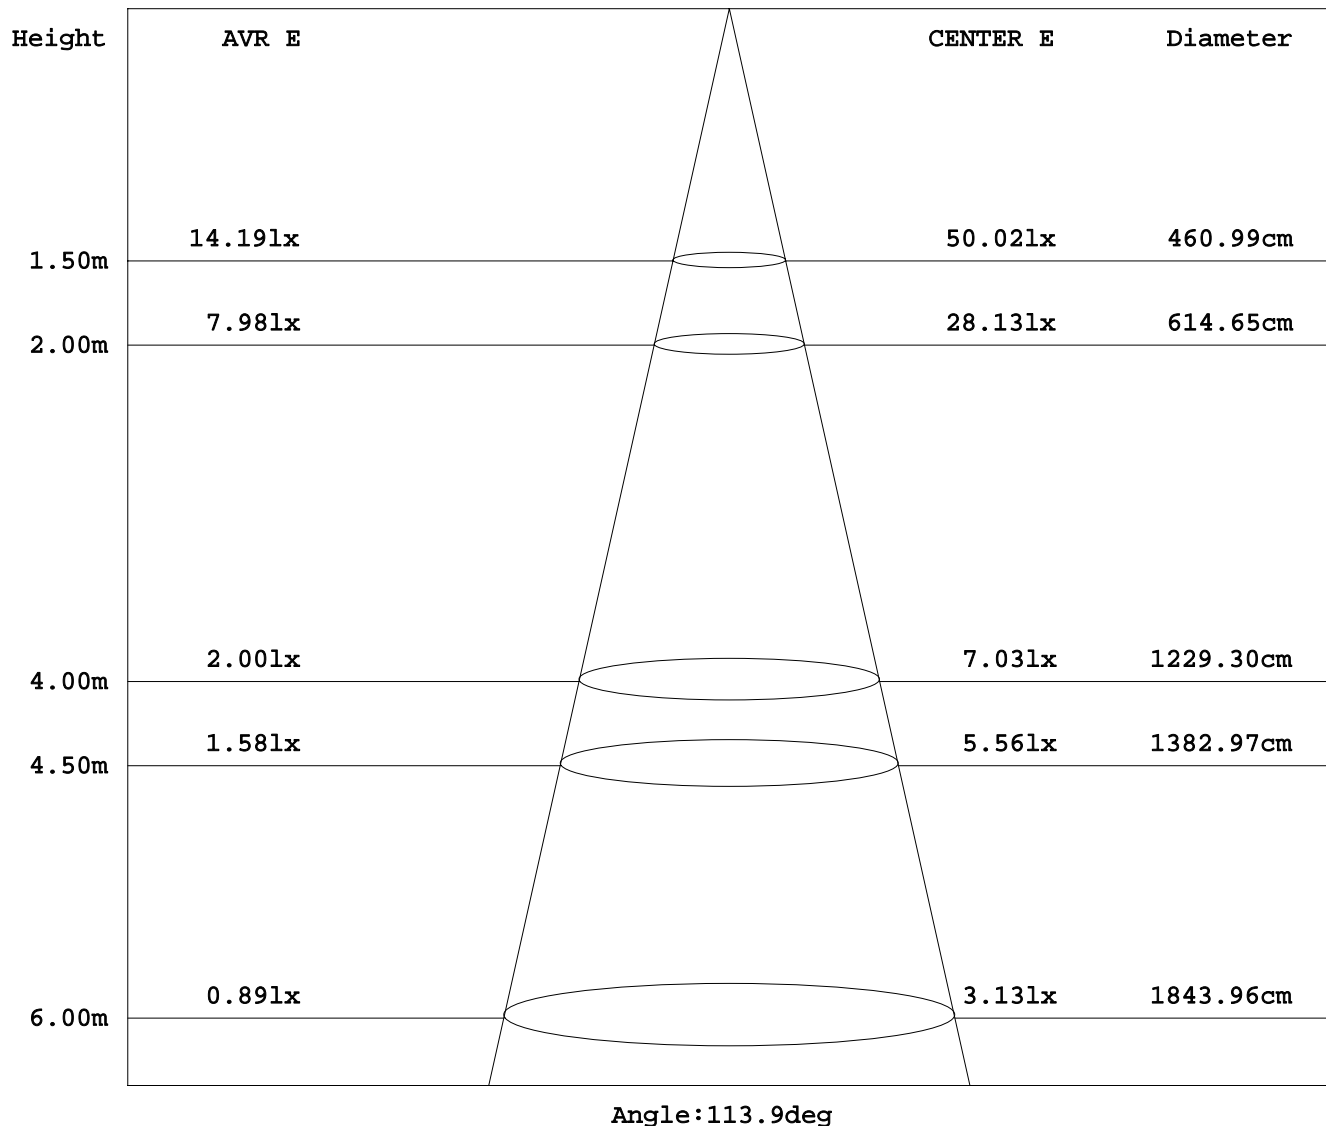 Height AVR E CENTER E Diameter
14.19lx 50.02lx 460.99cm
1.50m
7.98lx 28.13lx 614.65cm
2.00m
2.00lx 7.03lx 1229.30cm
4.00m
1.58lx 5.56lx 1382.97cm
4.50m
0.89lx 3.13lx 1843.96cm
6.00m
Angle:113.9deg